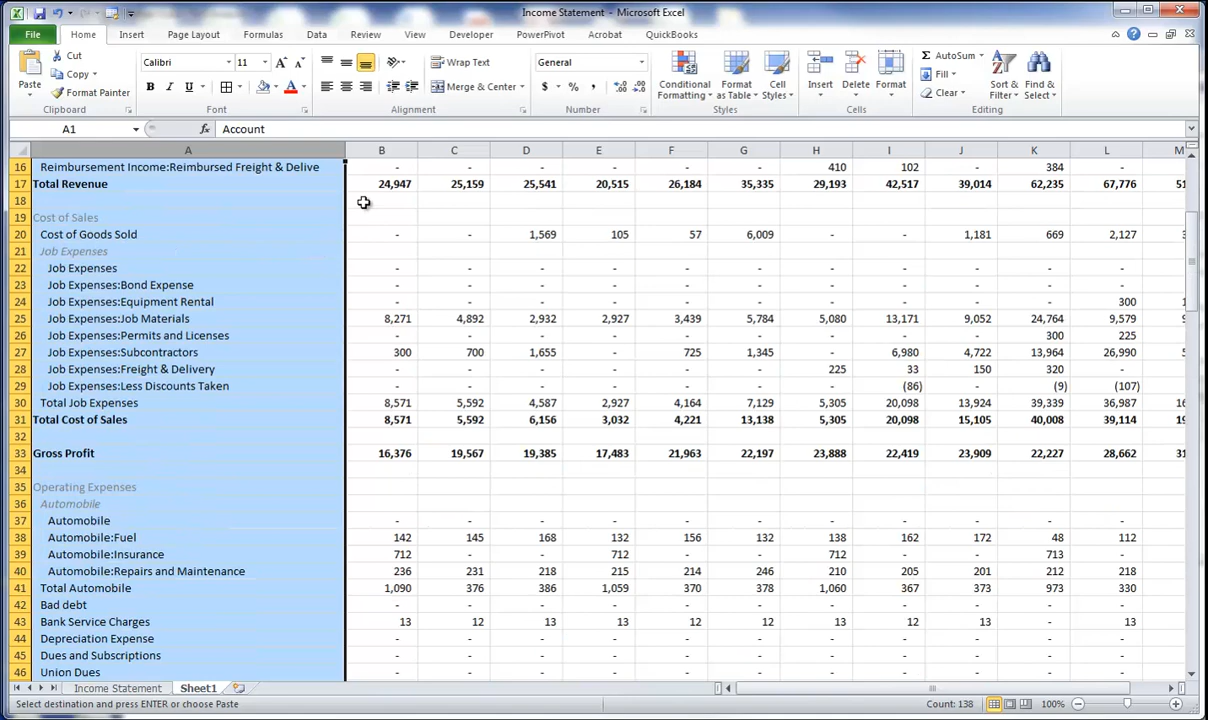 Income Statement - Microsoft Excel
File Home Insert Page Layout Formulas Data Review View Developer PowerPivot Acrobat QuickBooks
Paste Cut Copy Format Painter Clipboard
Calibri 11 B I U A Font
Wrap Text Merge & Center Alignment
General $ % , Number
Conditional Formatting Format as Table Cell Styles Styles
Insert Delete Format Cells
AutoSum Fill Clear Sort & Filter Find & Select Editing
A1 fx Account
A B C D E F G H I J K L M
16 Reimbursement Income:Reimbursed Freight & Delive - - - - - - 410 102 - 384 -
17 Total Revenue 24,947 25,159 25,541 20,515 26,184 35,335 29,193 42,517 39,014 62,235 67,776 51
18
19 Cost of Sales
20 Cost of Goods Sold - - 1,569 105 57 6,009 - - 1,181 669 2,127 3
21 Job Expenses
22 Job Expenses - - - - - - - - - - -
23 Job Expenses:Bond Expense - - - - - - - - - - -
24 Job Expenses:Equipment Rental - - - - - - - - - - 300 1
25 Job Expenses:Job Materials 8,271 4,892 2,932 2,927 3,439 5,784 5,080 13,171 9,052 24,764 9,579 9
26 Job Expenses:Permits and Licenses - - - - - - - - - 300 225
27 Job Expenses:Subcontractors 300 700 1,655 - 725 1,345 - 6,980 4,722 13,964 26,990 5
28 Job Expenses:Freight & Delivery - - - - - - 225 33 150 320 -
29 Job Expenses:Less Discounts Taken - - - - - - - (86) - (9) (107)
30 Total Job Expenses 8,571 5,592 4,587 2,927 4,164 7,129 5,305 20,098 13,924 39,339 36,987 16
31 Total Cost of Sales 8,571 5,592 6,156 3,032 4,221 13,138 5,305 20,098 15,105 40,008 39,114 19
32
33 Gross Profit 16,376 19,567 19,385 17,483 21,963 22,197 23,888 22,419 23,909 22,227 28,662 31
34
35 Operating Expenses
36 Automobile
37 Automobile - - - - - - - - - - -
38 Automobile:Fuel 142 145 168 132 156 132 138 162 172 48 112
39 Automobile:Insurance 712 - - 712 - - 712 - - 713 -
40 Automobile:Repairs and Maintenance 236 231 218 215 214 246 210 205 201 212 218
41 Total Automobile 1,090 376 386 1,059 370 378 1,060 367 373 973 330
42 Bad debt - - - - - - - - - - -
43 Bank Service Charges 13 12 13 13 12 12 13 12 13 - 13
44 Depreciation Expense - - - - - - - - - - -
45 Dues and Subscriptions - - - - - - - - - - -
46 Union Dues - - - - - - - - - - -
Income Statement Sheet1
Select destination and press ENTER or choose Paste Count: 138 100%